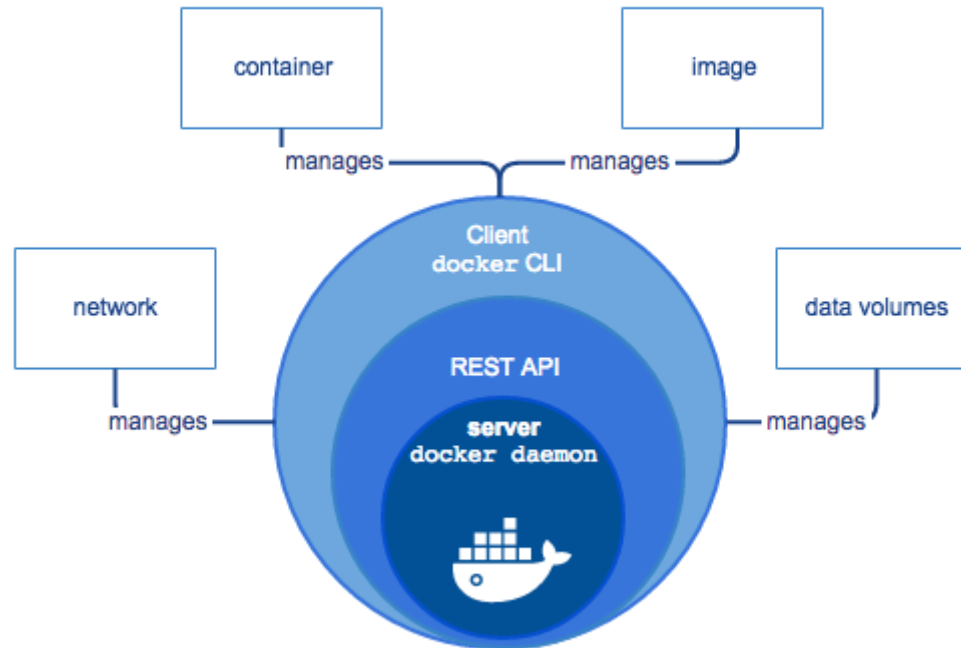 container
image
manages
manages
Client
docker CLI
network
data volumes
REST API
manages
manages
server
docker daemon